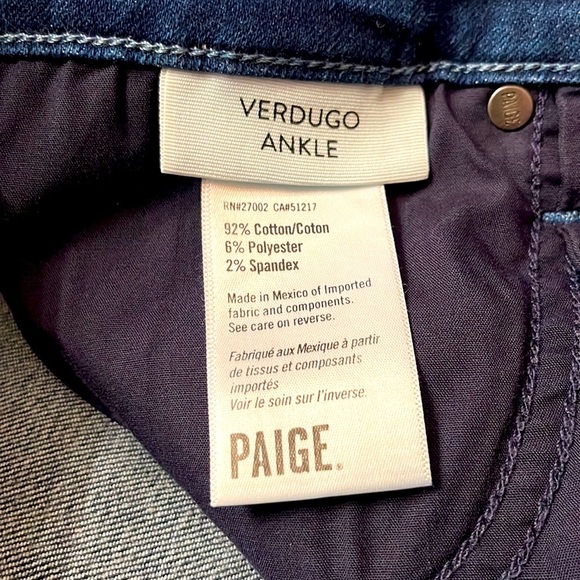 VERDUGO
ANKLE
PAIGE
RN#27002 CA#51217
92% Cotton/Coton
6% Polyester
2% Spandex
Made in Mexico of Imported
fabric and components.
See care on reverse.
Fabriqué aux Mexique à partir
de tissus et composants
importés
Voir le soin sur l'inverse.
PAIGE®